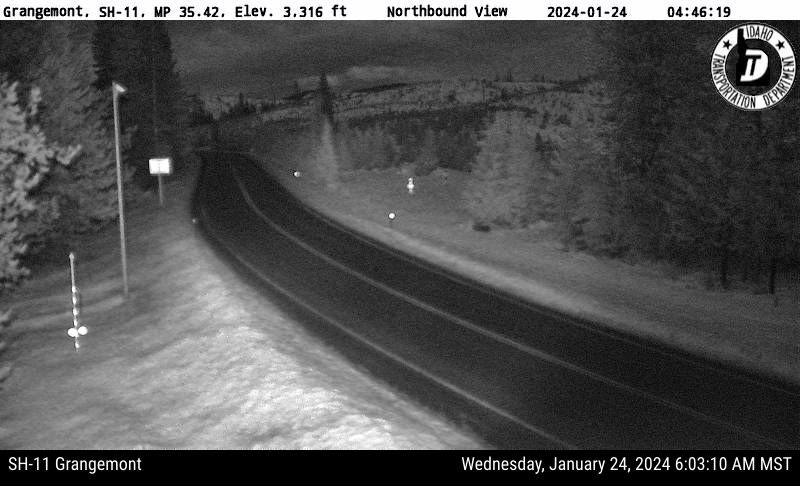 Grangemont, SH-11, MP 35.42, Elev. 3,316 ft Northbound View 2024-01-24 04:46:19
IDAHO
TRANSPORTATION DEPARTMENT
SH-11 Grangemont Wednesday, January 24, 2024 6:03:10 AM MST